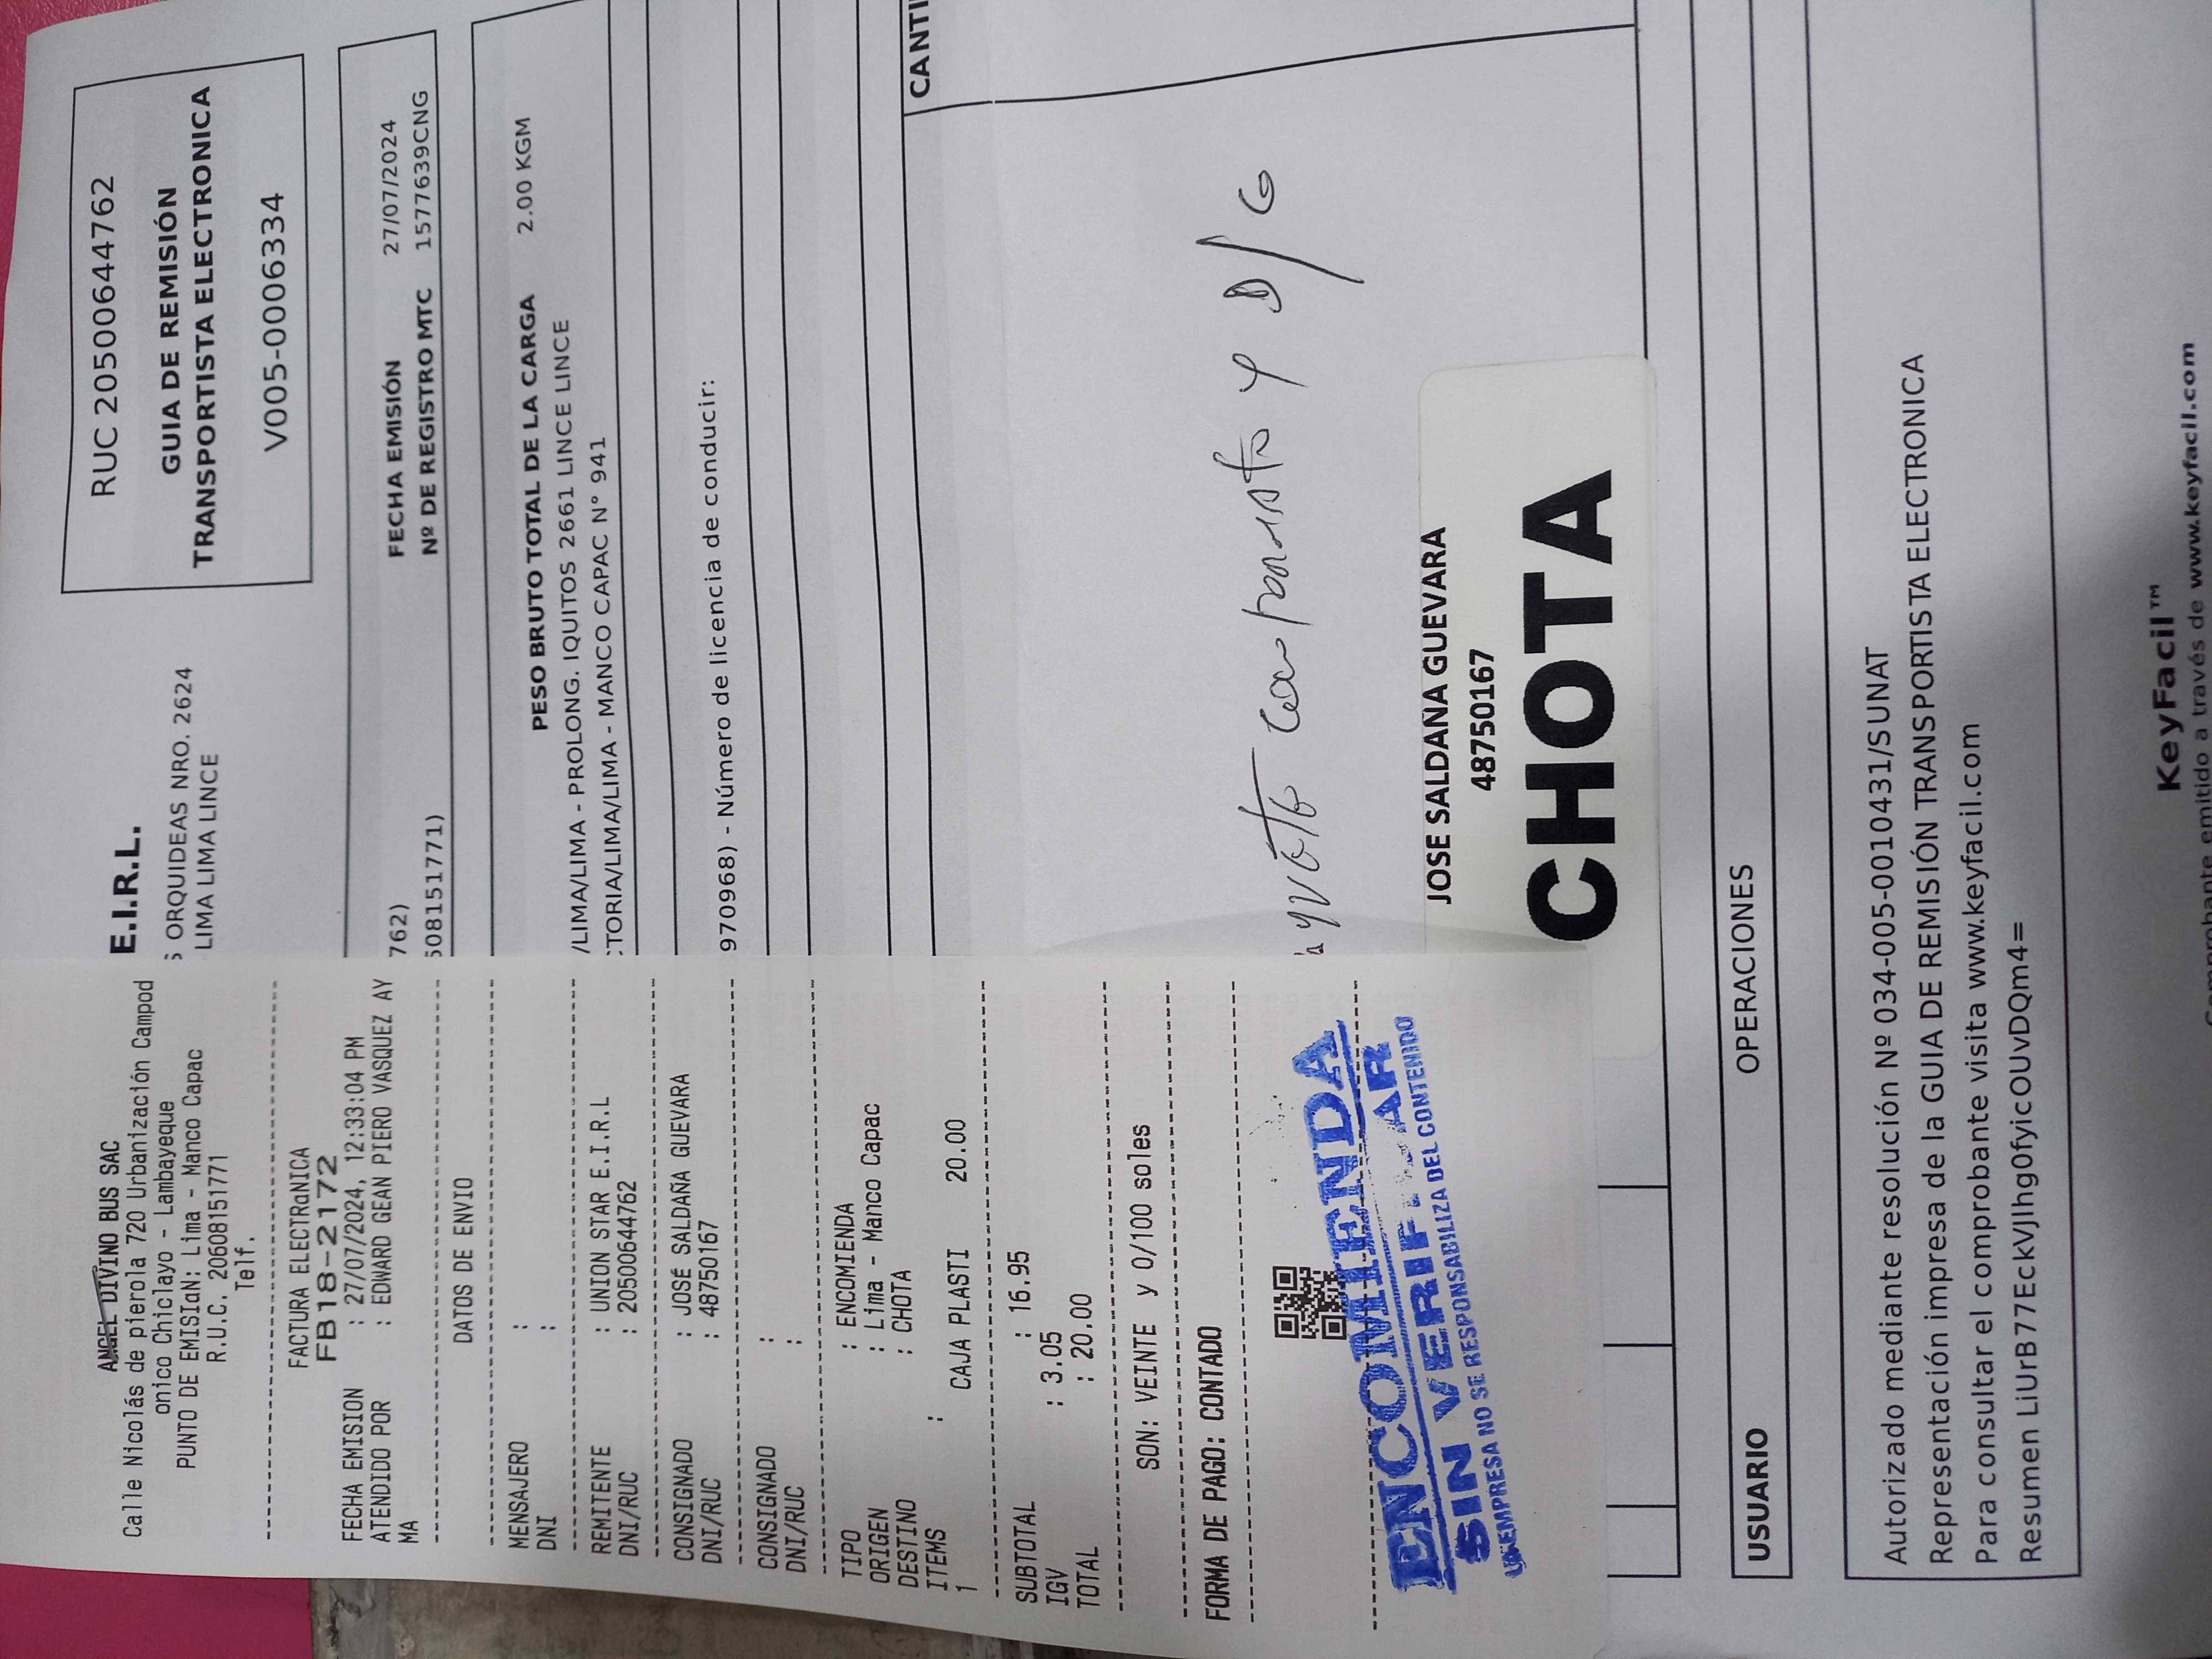 ANGEL DIVINO BUS SAC
Calle Nicolás de pierola 720 Urbanización Campod
onico Chiclayo - Lambayeque
PUNTO DE EMISIaN: Lima - Manco Capac
R.U.C. 20608151771
Telf.
FACTURA ELECTRaNICA
FB18-2172
FECHA EMISION : 27/07/2024, 12:33:04 PM
ATENDIDO POR : EDWARD GEAN PIERO VASQUEZ AY
MA
DATOS DE ENVIO
MENSAJERO :
DNI :
REMITENTE : UNION STAR E.I.R.L
DNI/RUC : 20500644762
CONSIGNADO : JOSÉ SALDAÑA GUEVARA
DNI/RUC : 48750167
CONSIGNADO :
DNI/RUC :
TIPO : ENCOMIENDA
ORIGEN : Lima - Manco Capac
DESTINO : CHOTA
ITEMS :
1 CAJA PLASTI 20.00
SUBTOTAL : 16.95
IGV : 3.05
TOTAL : 20.00
SON: VEINTE y 0/100 soles
FORMA DE PAGO: CONTADO
ENCOMIENDA
SIN VERIF
LA EMPRESA NO SE RESPONSABILIZA DEL CONTENIDO
E.I.R.L.
ORQUIDEAS NRO. 2624
LIMA LIMA LINCE
RUC 20500644762
GUIA DE REMISIÓN
TRANSPORTISTA ELECTRONICA
V005-0006334
762)
FECHA EMISIÓN 27/07/2024
608151771)
Nº DE REGISTRO MTC 1577639CNG
PESO BRUTO TOTAL DE LA CARGA 2.00 KGM
/LIMA/LIMA - PROLONG. IQUITOS 2661 LINCE LINCE
CTORIA/LIMA/LIMA - MANCO CAPAC N° 941
970968) - Número de licencia de conducir:
CANTI
y D/G
JOSE SALDAÑA GUEVARA
48750167
CHOTA
USUARIO OPERACIONES
Autorizado mediante resolución Nº 034-005-0010431/SUNAT
Representación impresa de la GUIA DE REMISIÓN TRANSPORTISTA ELECTRONICA
Para consultar el comprobante visita www.keyfacil.com
Resumen LiUrB77EckVJlhg0fyicOUvDQm4=
KeyFacil™
Comprobante emitido a través de www.keyfacil.com